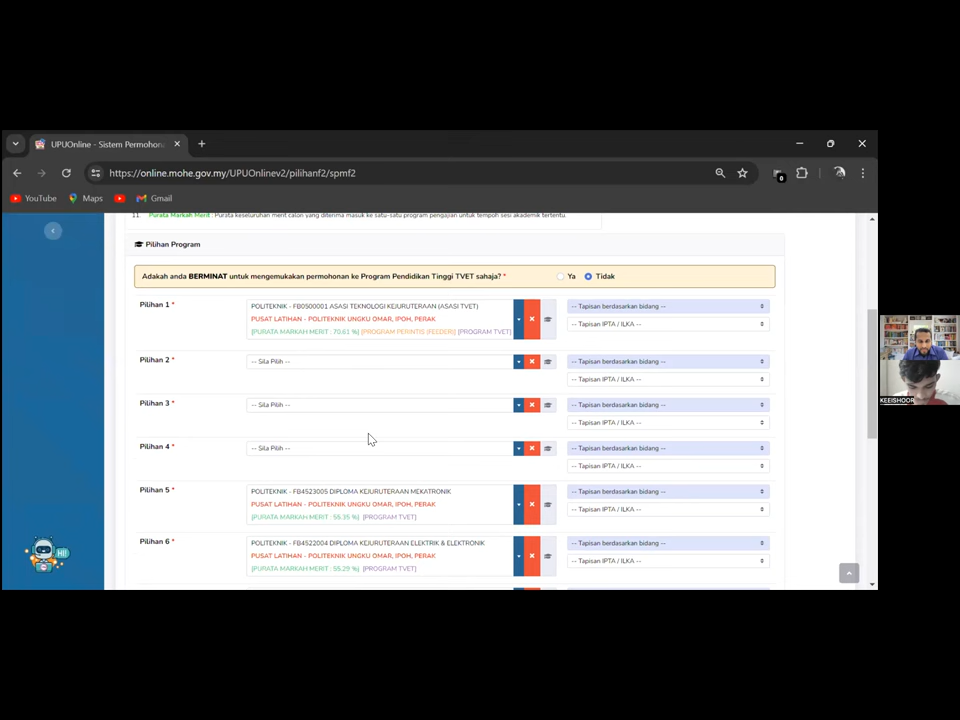 UPUOnline - Sistem Permohona
https://online.mohe.gov.my/UPUOnlinev2/pilihanf2/spmf2
0
YouTube
Maps
Gmail
11. Purata Markah Merit : Purata keseluruhan merit calon yang diterima masuk ke satu-satu program pengajian untuk tempoh sesi akademik tertentu.
Pilihan Program
Adakah anda BERMINAT untuk mengemukakan permohonan ke Program Pendidikan Tinggi TVET sahaja? * Ya Tidak
Pilihan 1 *
POLITEKNIK - FB0500001 ASASI TEKNOLOGI KEJURUTERAAN (ASASI TVET)
PUSAT LATIHAN - POLITEKNIK UNGKU OMAR, IPOH, PERAK
[PURATA MARKAH MERIT : 70.61 %] [PROGRAM PERINTIS (FEEDER)] [PROGRAM TVET]
-- Tapisan berdasarkan bidang --
-- Tapisan IPTA / ILKA --
Pilihan 2 *
-- Sila Pilih --
-- Tapisan berdasarkan bidang --
-- Tapisan IPTA / ILKA --
Pilihan 3 *
-- Sila Pilih --
-- Tapisan berdasarkan bidang --
-- Tapisan IPTA / ILKA --
Pilihan 4 *
-- Sila Pilih --
-- Tapisan berdasarkan bidang --
-- Tapisan IPTA / ILKA --
Pilihan 5 *
POLITEKNIK - FB4523005 DIPLOMA KEJURUTERAAN MEKATRONIK
PUSAT LATIHAN - POLITEKNIK UNGKU OMAR, IPOH, PERAK
[PURATA MARKAH MERIT : 55.35 %] [PROGRAM TVET]
-- Tapisan berdasarkan bidang --
-- Tapisan IPTA / ILKA --
Pilihan 6 *
POLITEKNIK - FB4522004 DIPLOMA KEJURUTERAAN ELEKTRIK & ELEKTRONIK
PUSAT LATIHAN - POLITEKNIK UNGKU OMAR, IPOH, PERAK
[PURATA MARKAH MERIT : 55.29 %] [PROGRAM TVET]
-- Tapisan berdasarkan bidang --
-- Tapisan IPTA / ILKA --
HI!
KEEISHOOR